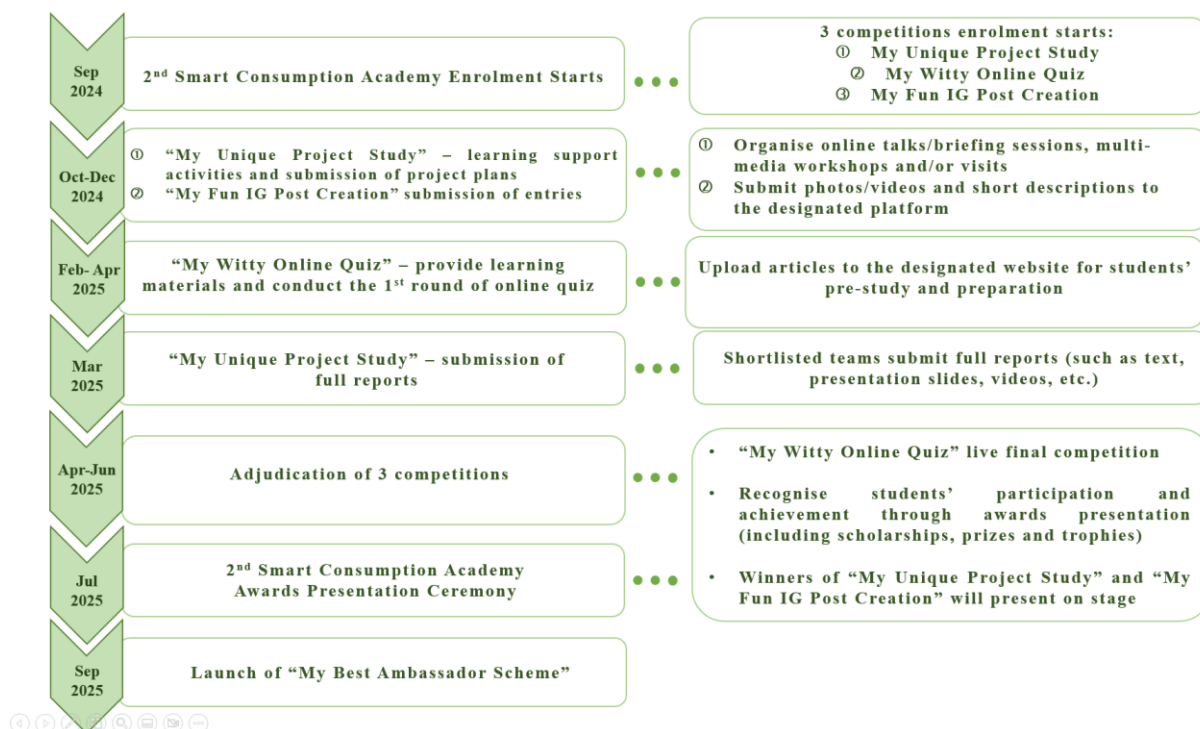 Sep
2024
2nd Smart Consumption Academy Enrolment Starts
3 competitions enrolment starts:
① My Unique Project Study
② My Witty Online Quiz
③ My Fun IG Post Creation
Oct-Dec
2024
① “My Unique Project Study” – learning support
activities and submission of project plans
② “My Fun IG Post Creation” submission of entries
① Organise online talks/briefing sessions, multi-
media workshops and/or visits
② Submit photos/videos and short descriptions to
the designated platform
Feb- Apr
2025
“My Witty Online Quiz” – provide learning
materials and conduct the 1st round of online quiz
Upload articles to the designated website for students’
pre-study and preparation
Mar
2025
“My Unique Project Study” – submission of
full reports
Shortlisted teams submit full reports (such as text,
presentation slides, videos, etc.)
Apr-Jun
2025
Adjudication of 3 competitions
• “My Witty Online Quiz” live final competition
• Recognise students’ participation and
achievement through awards presentation
(including scholarships, prizes and trophies)
• Winners of “My Unique Project Study” and “My
Fun IG Post Creation” will present on stage
Jul
2025
2nd Smart Consumption Academy
Awards Presentation Ceremony
Sep
2025
Launch of “My Best Ambassador Scheme”